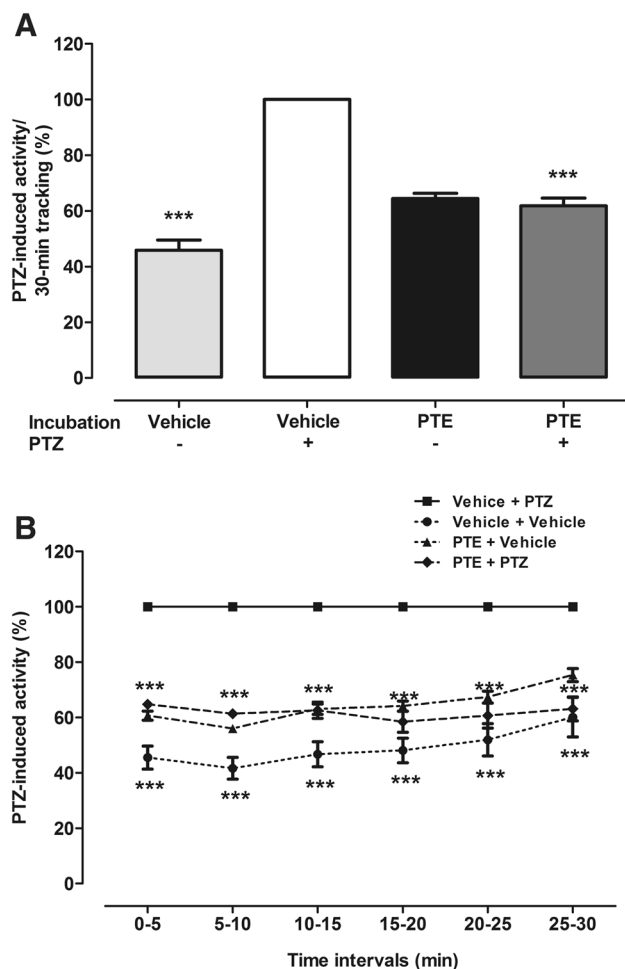 A
120
100
80
60
40
20
0
PTZ-induced activity/
30-min tracking (%)
***
***
Incubation Vehicle Vehicle PTE PTE
PTZ - + - +
Vehice + PTZ
Vehicle + Vehicle
PTE + Vehicle
PTE + PTZ
B
120
100
80
60
40
20
0
PTZ-induced activity (%)
*** *** *** *** *** ***
*** *** *** *** *** ***
0-5 5-10 10-15 15-20 20-25 25-30
Time intervals (min)